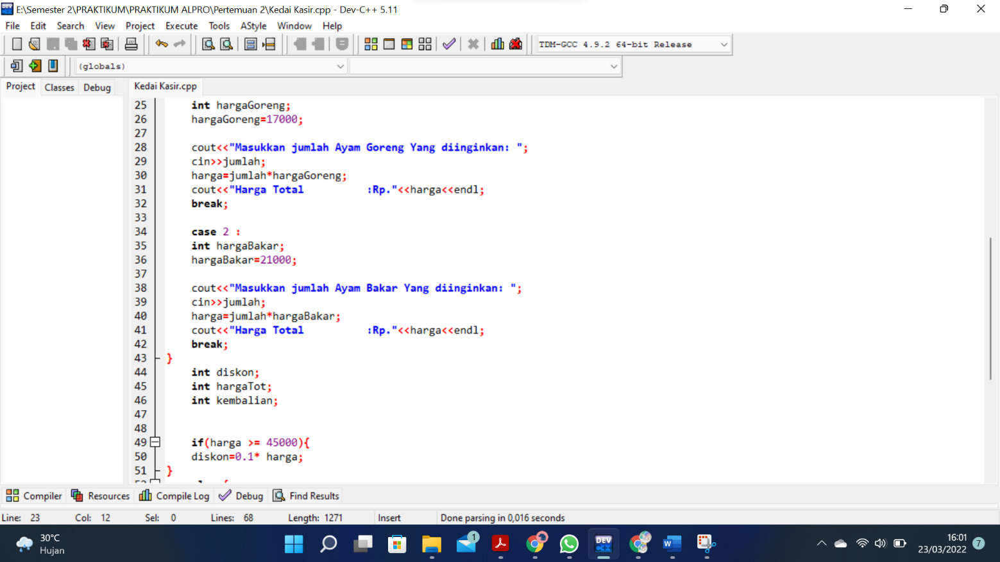 E:\Semester 2\PRAKTIKUM\PRAKTIKUM ALPRO\Pertemuan 2\Kedai Kasir.cpp - Dev-C++ 5.11
File Edit Search View Project Execute Tools AStyle Window Help
TDM-GCC 4.9.2 64-bit Release
(globals)
Project Classes Debug Kedai Kasir.cpp
25 int hargaGoreng;
26 hargaGoreng=17000;
27
28 cout<<"Masukkan jumlah Ayam Goreng Yang diinginkan: ";
29 cin>>jumlah;
30 harga=jumlah*hargaGoreng;
31 cout<<"Harga Total          :Rp."<<harga<<endl;
32 break;
33
34 case 2 :
35 int hargaBakar;
36 hargaBakar=21000;
37
38 cout<<"Masukkan jumlah Ayam Bakar Yang diinginkan: ";
39 cin>>jumlah;
40 harga=jumlah*hargaBakar;
41 cout<<"Harga Total          :Rp."<<harga<<endl;
42 break;
43 }
44 int diskon;
45 int hargaTot;
46 int kembalian;
47
48
49 if(harga >= 45000){
50 diskon=0.1* harga;
51 }
Compiler Resources Compile Log Debug Find Results
Line: 23 Col: 12 Sel: 0 Lines: 68 Length: 1271 Insert Done parsing in 0,016 seconds
30°C
Hujan
1
DEV
C++
W
16:01
23/03/2022
7